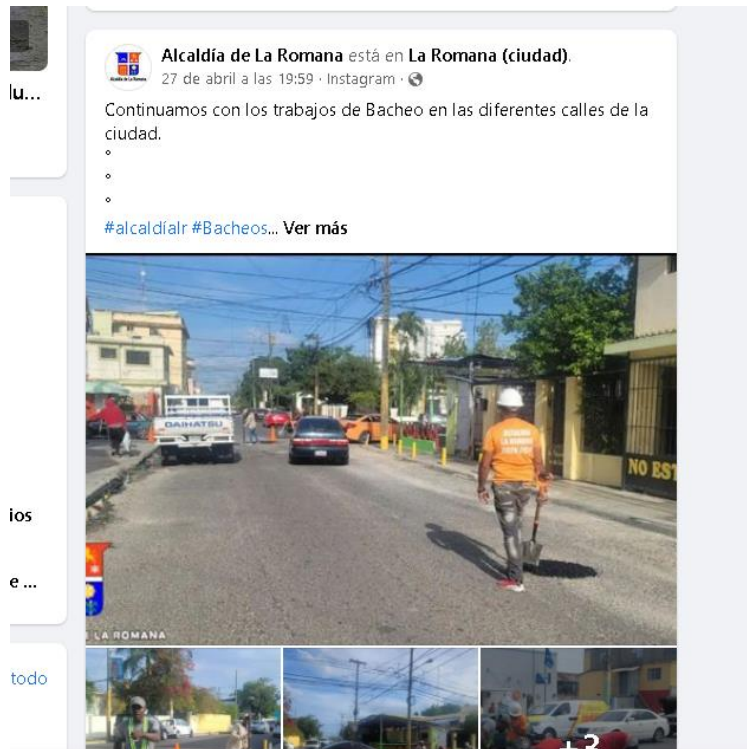 lu...
Alcaldía de La Romana está en La Romana (ciudad).
27 de abril a las 19:59 · Instagram ·
Continuamos con los trabajos de Bacheo en las diferentes calles de la
ciudad.
°
°
°
#alcaldíalr #Bacheos... Ver más
DAIHATSU
NO EST
ios
e ...
LA ROMANA
todo
+3